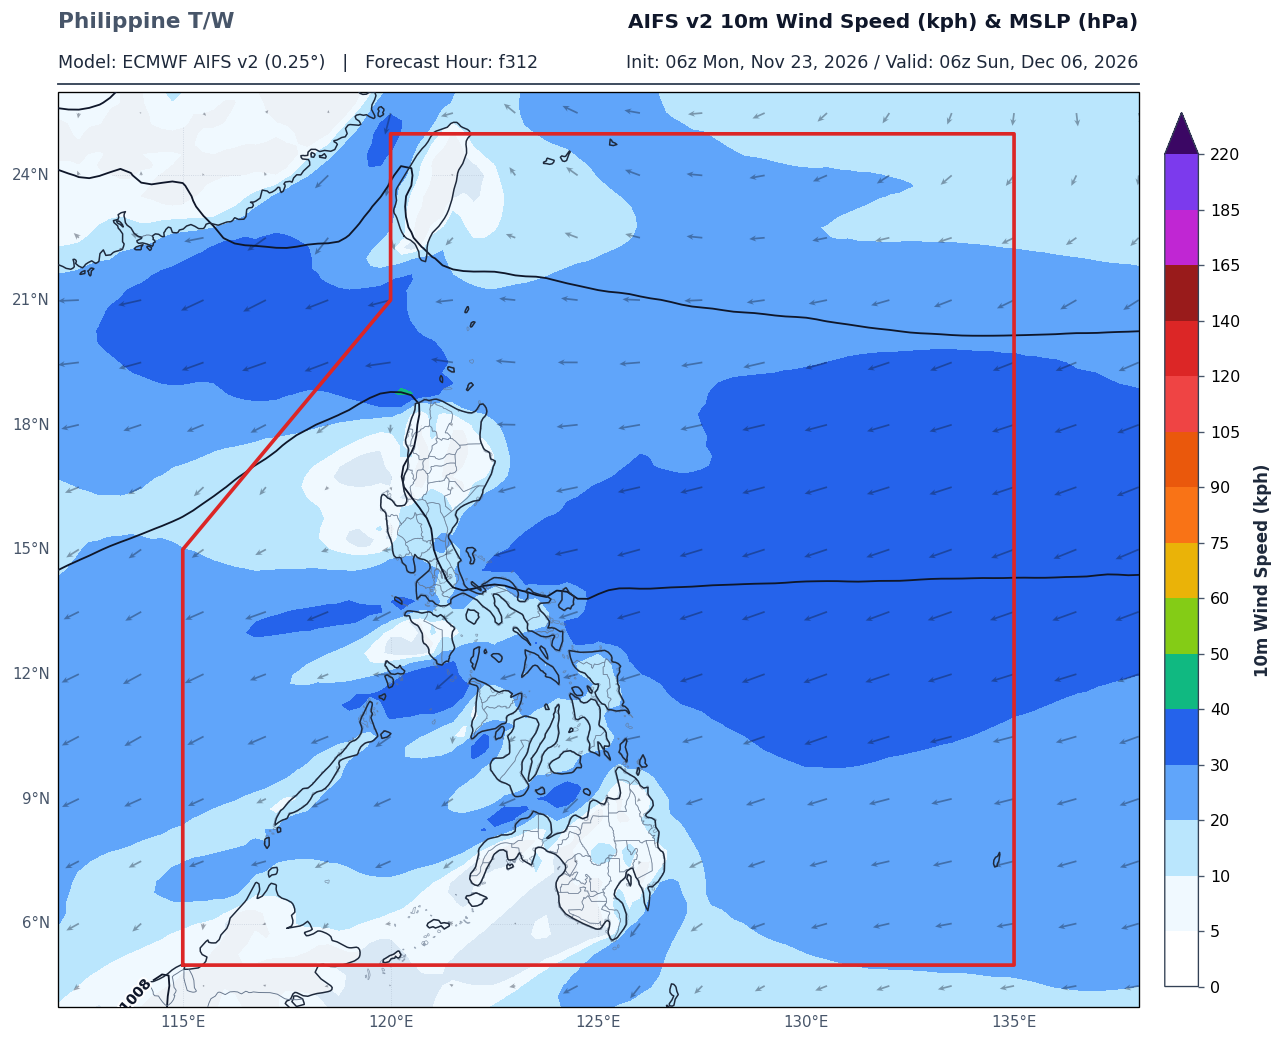 Philippine T/W
AIFS v2 10m Wind Speed (kph) & MSLP (hPa)
Model: ECMWF AIFS v2 (0.25°) | Forecast Hour: f312
Init: 06z Mon, Nov 23, 2026 / Valid: 06z Sun, Dec 06, 2026
24°N
21°N
18°N
15°N
12°N
9°N
6°N
1008
115°E
120°E
125°E
130°E
135°E
220
185
165
140
120
105
90
75
60
50
40
30
20
10
5
0
10m Wind Speed (kph)